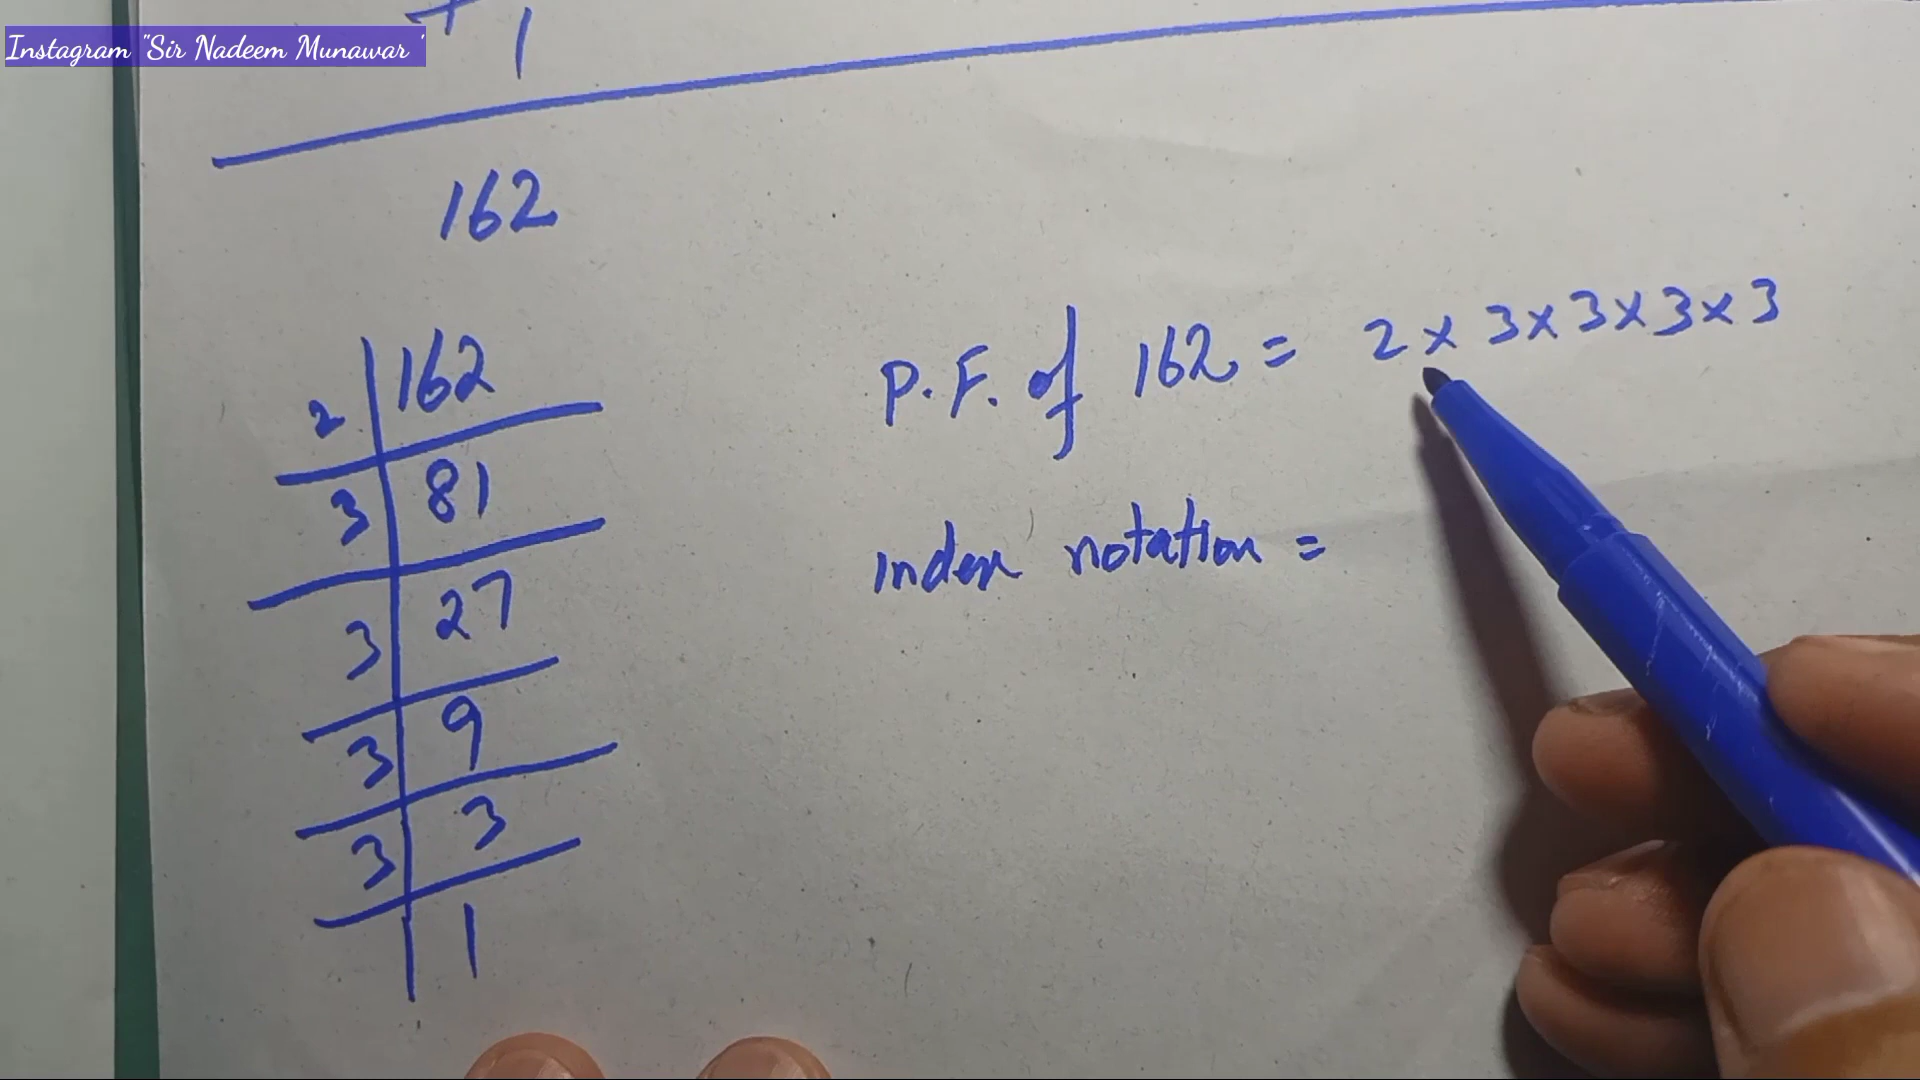 Instagram "Sir Nadeem Munawar"
+ 1
162
2 | 162
3 | 81
3 | 27
3 | 9
3 | 3
| 1
P.F. of 162 = 2 × 3 × 3 × 3 × 3
index notation =